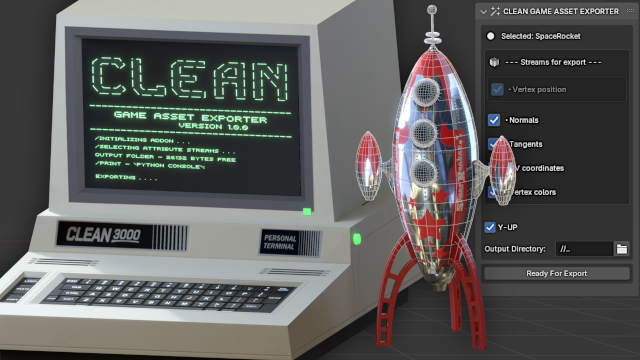 CLEAN
GAME ASSET EXPORTER
VERSION 1.0.0
/INITIALIZING ADDON ...
/SELECTING ATTRIBUTE STREAMS ...
OUTPUT FOLDER - 26132 BYTES FREE
/PRINT - \PYTHON CONSOLE\:
EXPORTING ....
CLEAN 3000
PERSONAL
TERMINAL
CLEAN GAME ASSET EXPORTER
Selected: SpaceRocket
--- Streams for export ---
· Vertex position
· Normals
Tangents
V coordinates
ertex colors
Y-UP
Output Directory:
//..
Ready For Export